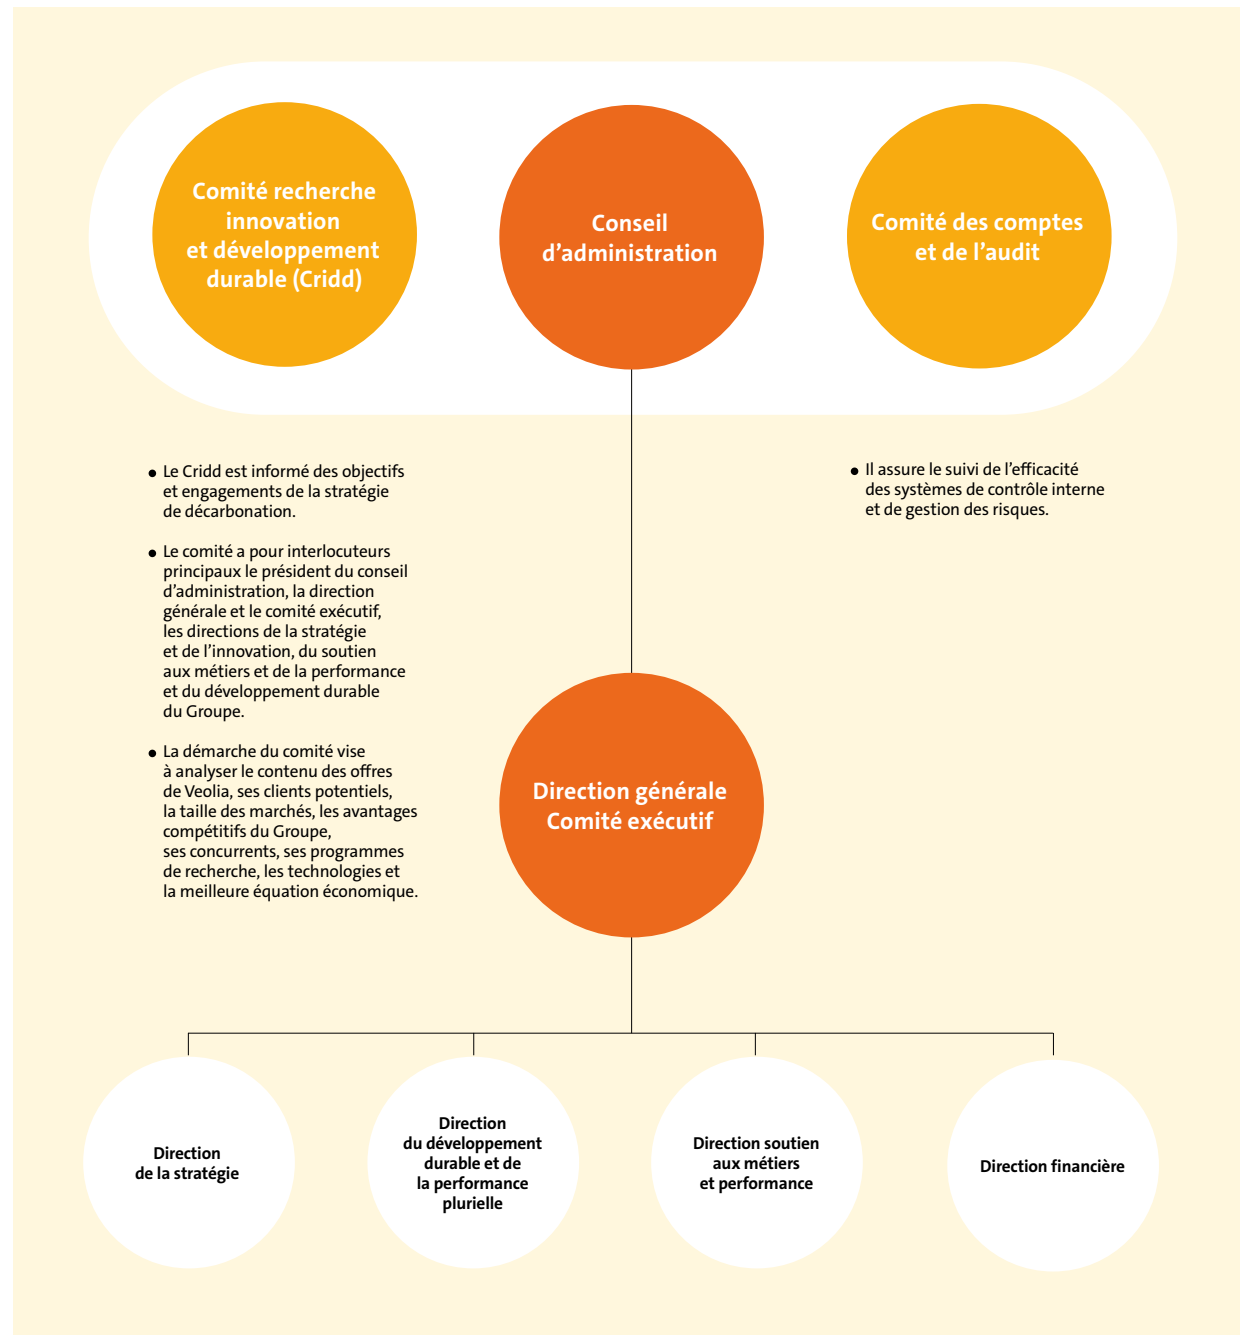 Comité recherche
innovation
et développement
durable (Cridd)
Conseil
d’administration
Comité des comptes
et de l’audit
● Le Cridd est informé des objectifs
et engagements de la stratégie
de décarbonation.
● Le comité a pour interlocuteurs
principaux le président du conseil
d’administration, la direction
générale et le comité exécutif,
les directions de la stratégie
et de l’innovation, du soutien
aux métiers et de la performance
et du développement durable
du Groupe.
● La démarche du comité vise
à analyser le contenu des offres
de Veolia, ses clients potentiels,
la taille des marchés, les avantages
compétitifs du Groupe,
ses concurrents, ses programmes
de recherche, les technologies et
la meilleure équation économique.
● Il assure le suivi de l’efficacité
des systèmes de contrôle interne
et de gestion des risques.
Direction générale
Comité exécutif
Direction
de la stratégie
Direction
du développement
durable et de
la performance
plurielle
Direction soutien
aux métiers
et performance
Direction financière